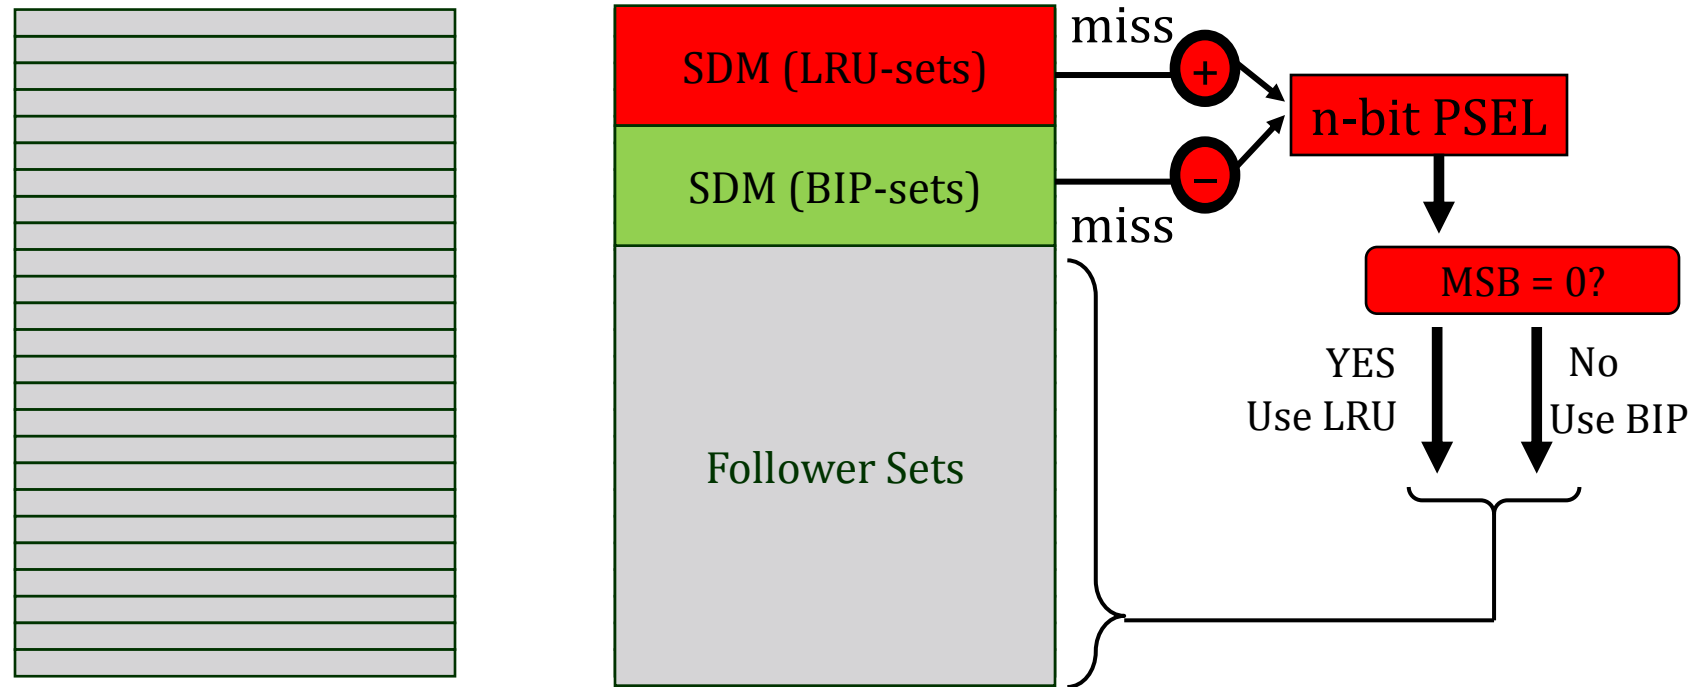 miss
SDM (LRU-sets)
+
n-bit PSEL
SDM (BIP-sets)
−
miss
MSB = 0?
YES
Use LRU
No
Use BIP
Follower Sets